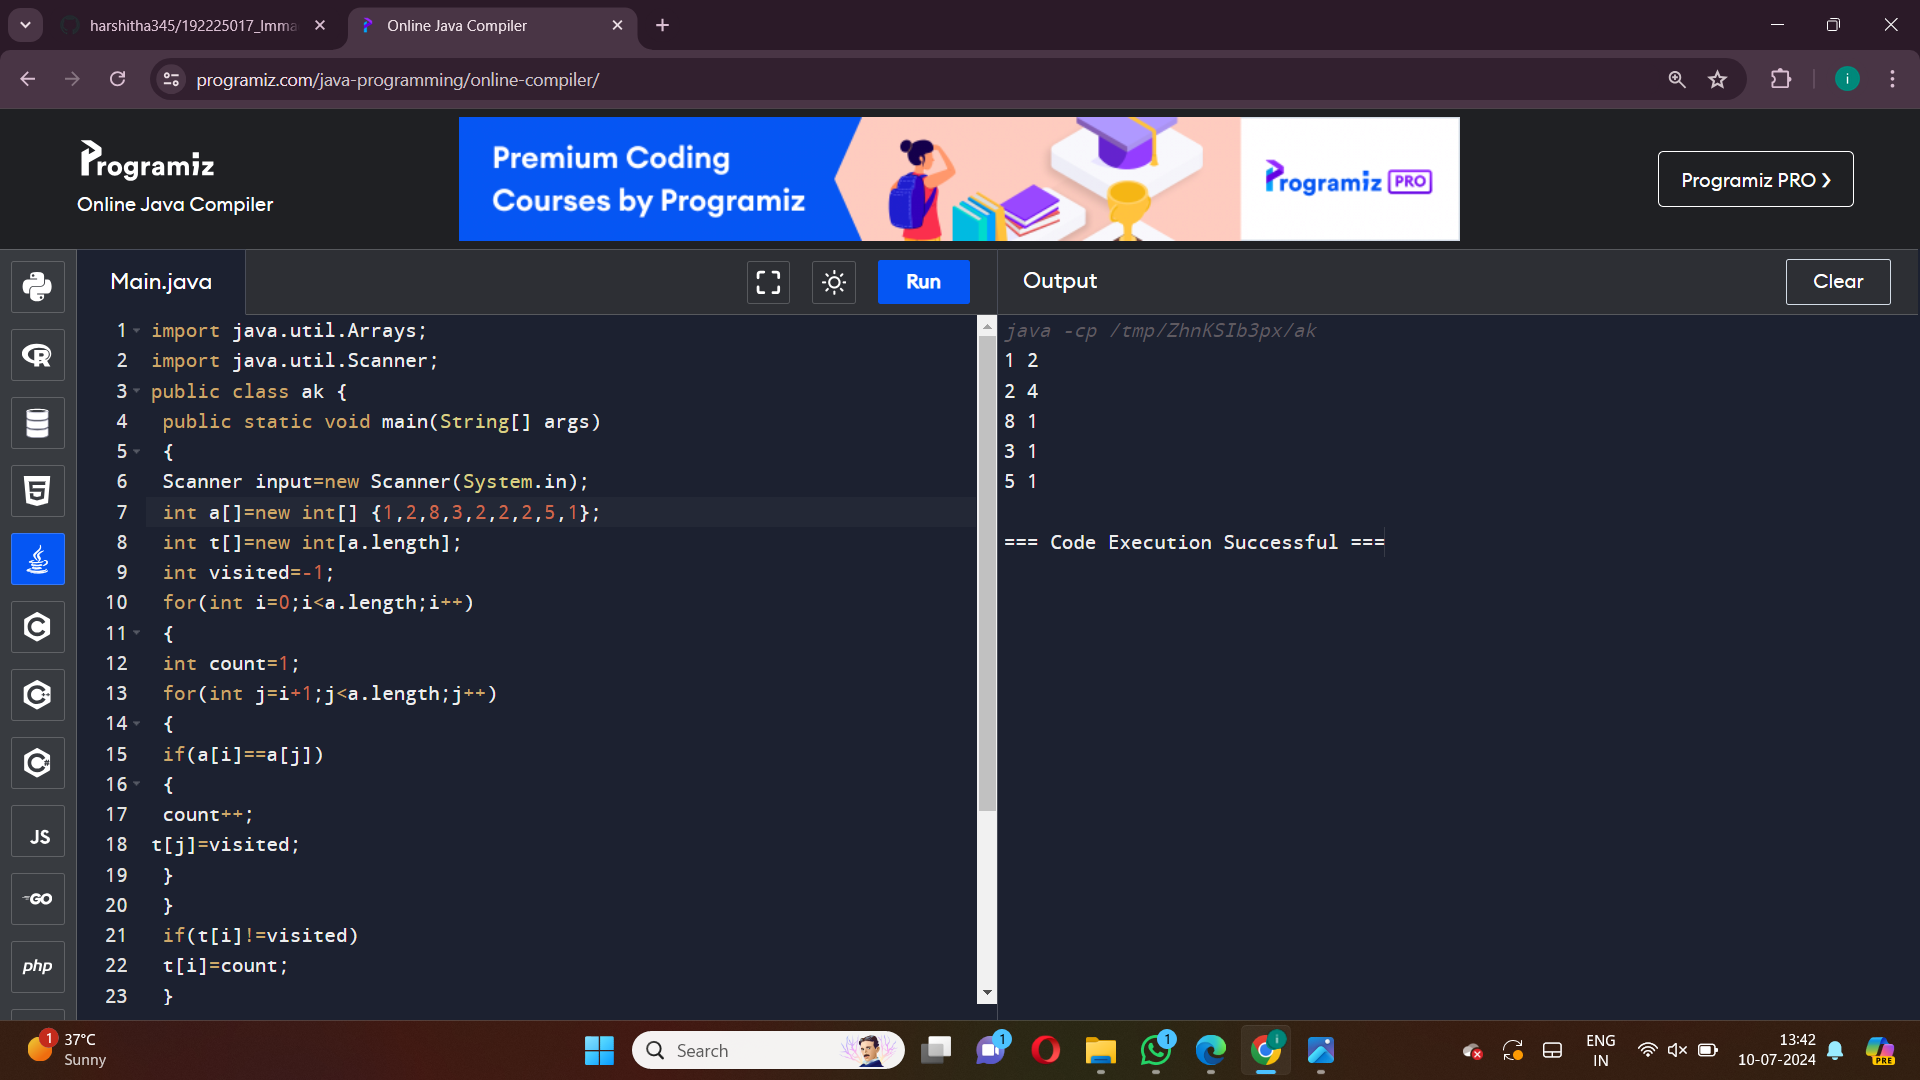 harshitha345/192225017_Imma
Online Java Compiler
programiz.com/java-programming/online-compiler/
i
Programiz
Online Java Compiler
Premium Coding
Courses by Programiz
Programiz PRO
Programiz PRO ❯
Main.java
Run
Output
Clear
1 import java.util.Arrays;
2 import java.util.Scanner;
3 public class ak {
4 public static void main(String[] args)
5 {
6 Scanner input=new Scanner(System.in);
7 int a[]=new int[] {1,2,8,3,2,2,2,5,1};
8 int t[]=new int[a.length];
9 int visited=-1;
10 for(int i=0;i<a.length;i++)
11 {
12 int count=1;
13 for(int j=i+1;j<a.length;j++)
14 {
15 if(a[i]==a[j])
16 {
17 count++;
18 t[j]=visited;
19 }
20 }
21 if(t[i]!=visited)
22 t[i]=count;
23 }
java -cp /tmp/ZhnKSIb3px/ak
1 2
2 4
8 1
3 1
5 1
=== Code Execution Successful ===
R
5
C
C++
C#
JS
GO
php
1
37°C
Sunny
Search
1
1
i
ENG
IN
13:42
10-07-2024
PRE